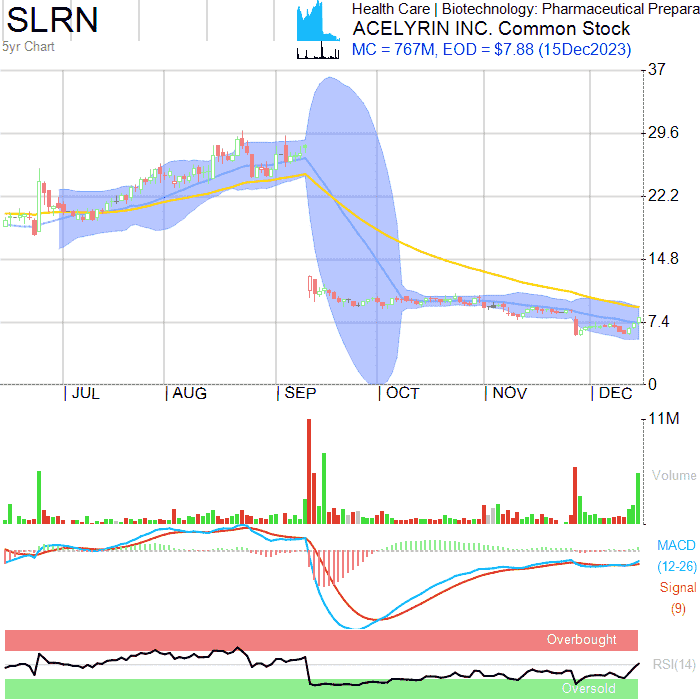 SLRN
5yr Chart
Health Care | Biotechnology: Pharmaceutical Prepara
ACELYRIN INC. Common Stock
MC = 767M, EOD = $7.88 (15Dec2023)
37
29.6
22.2
14.8
7.4
0
JUL
AUG
SEP
OCT
NOV
DEC
11M
Volume
MACD
(12-26)
Signal
(9)
Overbought
RSI(14)
Oversold